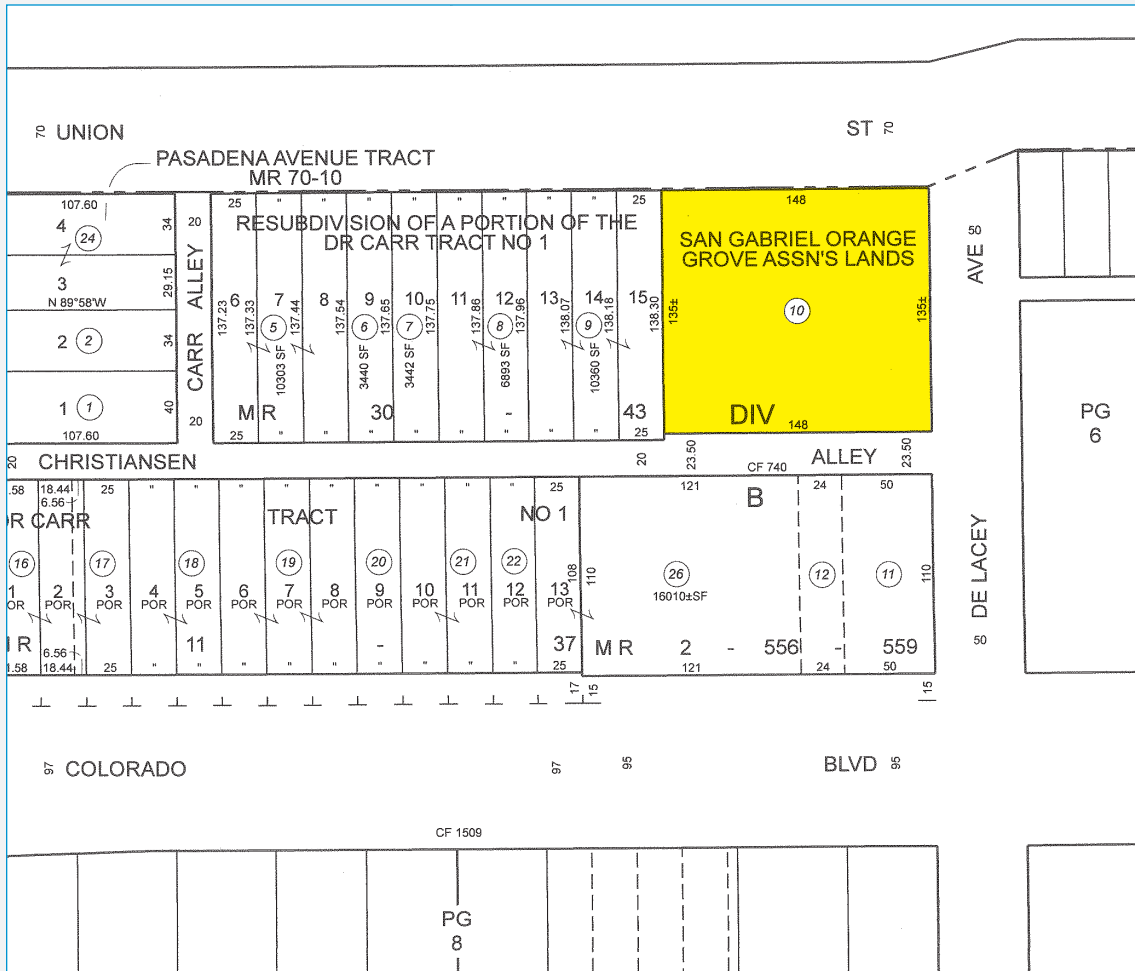 70 UNION
ST 70
PASADENA AVENUE TRACT
MR 70-10
107.60
4
24
34
3
29.15
N 89°58'W
2
2
34
1
1
40
107.60
20
CARR ALLEY
20
25 " " " " " " " " 25
RESUBDIVISION OF A PORTION OF THE
DR CARR TRACT NO 1
6 7 8 9 10 11 12 13 14 15
137.23 137.33 137.44 137.54 137.65 137.75 137.86 137.96 138.07 138.18 138.30
5 6 7 8 9
10303 SF 3440 SF 3442 SF 6893 SF 10360 SF
M R 30 - 43
25 " " " " " " " " 25
148
SAN GABRIEL ORANGE
GROVE ASSN'S LANDS
135± 10 135±
DIV
148
50
AVE
DE LACEY
50
PG
6
20 CHRISTIANSEN
20 23.50
CF 740
ALLEY
23.50
.58 18.44 25 " " " " " " " " " 25
6.56
DR CARR TRACT NO 1
16 17 18 19 20 21 22
1 2 3 4 5 6 7 8 9 10 11 12 13
POR POR POR POR POR POR POR POR POR POR POR POR POR
M R 11 - 37
6.56
1.58 18.44 25 " " " " " " " " " 25
108
110
121 24 50
B
26 12 11
16010±SF
110
M R 2 - 556 - 559
121 24 50
17 15
15
97 COLORADO
97 95
BLVD 95
CF 1509
PG
8